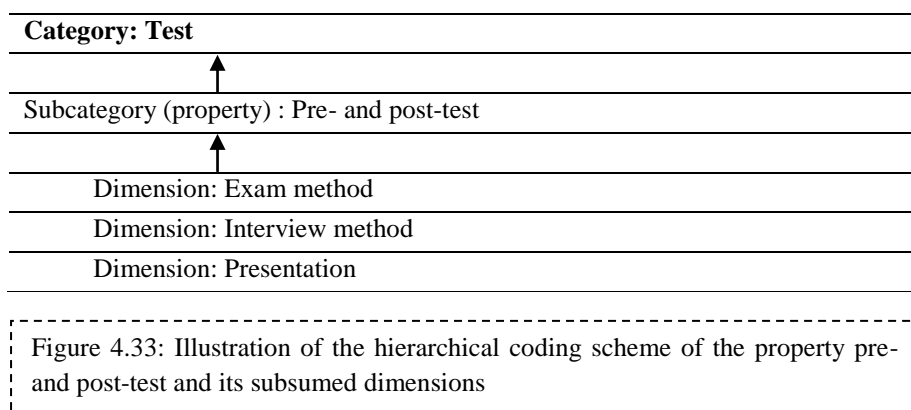 Category: Test
Subcategory (property) : Pre- and post-test
Dimension: Exam method
Dimension: Interview method
Dimension: Presentation
Figure 4.33: Illustration of the hierarchical coding scheme of the property pre-
and post-test and its subsumed dimensions